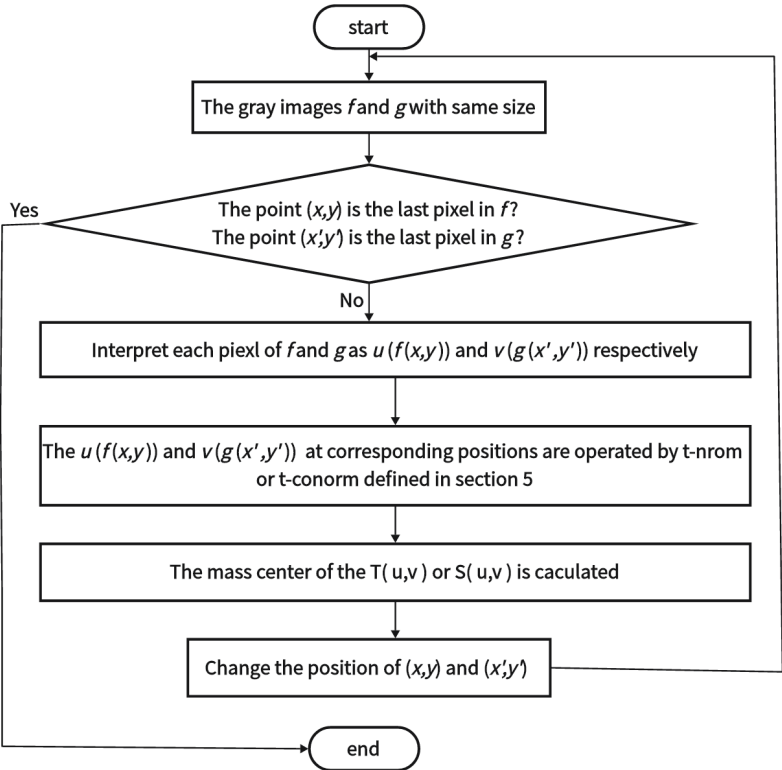 start
The gray images f and g with same size
Yes
The point (x,y) is the last pixel in f?
The point (x′,y′) is the last pixel in g?
No
Interpret each piexl of f and g as u(f(x,y)) and v(g(x′,y′)) respectively
The u(f(x,y)) and v(g(x′,y′)) at corresponding positions are operated by t-nrom
or t-conorm defined in section 5
The mass center of the T( u,v ) or S( u,v ) is caculated
Change the position of (x,y) and (x′,y′)
end